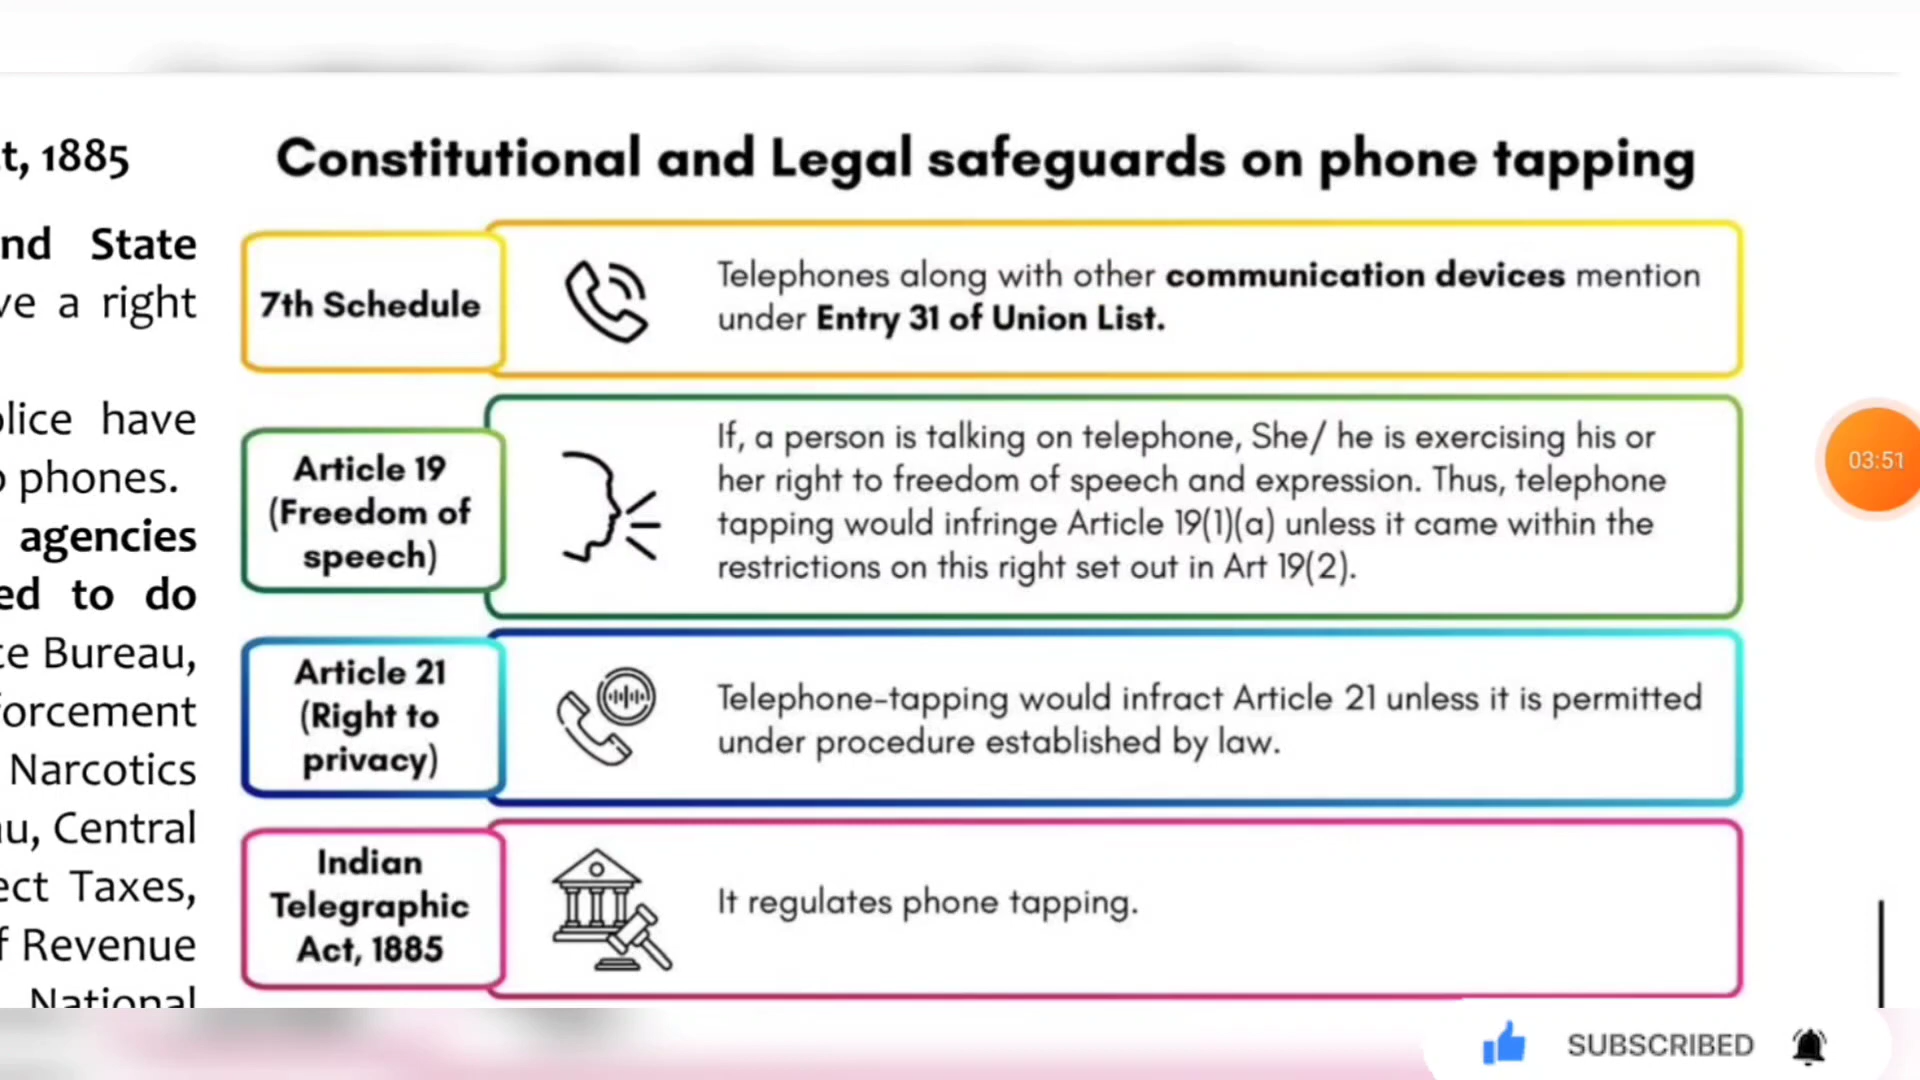 t, 1885
nd State
ve a right
lice have
phones.
agencies
ed to do
ce Bureau,
forcement
Narcotics
au, Central
ect Taxes,
f Revenue
National
Constitutional and Legal safeguards on phone tapping
7th Schedule
Telephones along with other communication devices mention
under Entry 31 of Union List.
Article 19
(Freedom of
speech)
If, a person is talking on telephone, She/ he is exercising his or
her right to freedom of speech and expression. Thus, telephone
tapping would infringe Article 19(1)(a) unless it came within the
restrictions on this right set out in Art 19(2).
Article 21
(Right to
privacy)
Telephone-tapping would infract Article 21 unless it is permitted
under procedure established by law.
Indian
Telegraphic
Act, 1885
It regulates phone tapping.
03:51
SUBSCRIBED